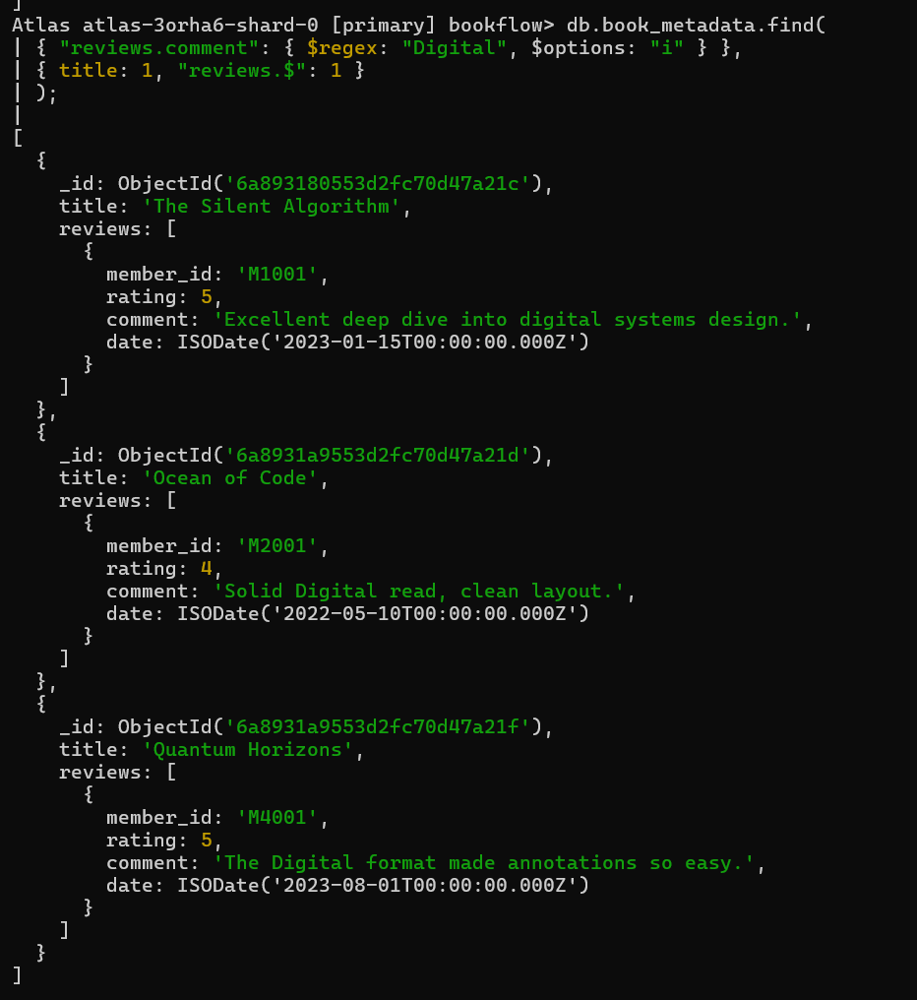 ]
Atlas atlas-3orha6-shard-0 [primary] bookflow> db.book_metadata.find(
| { "reviews.comment": { $regex: "Digital", $options: "i" } },
| { title: 1, "reviews.$": 1 }
| );
|
[
  {
    _id: ObjectId('6a893180553d2fc70d47a21c'),
    title: 'The Silent Algorithm',
    reviews: [
      {
        member_id: 'M1001',
        rating: 5,
        comment: 'Excellent deep dive into digital systems design.',
        date: ISODate('2023-01-15T00:00:00.000Z')
      }
    ]
  },
  {
    _id: ObjectId('6a8931a9553d2fc70d47a21d'),
    title: 'Ocean of Code',
    reviews: [
      {
        member_id: 'M2001',
        rating: 4,
        comment: 'Solid Digital read, clean layout.',
        date: ISODate('2022-05-10T00:00:00.000Z')
      }
    ]
  },
  {
    _id: ObjectId('6a8931a9553d2fc70d47a21f'),
    title: 'Quantum Horizons',
    reviews: [
      {
        member_id: 'M4001',
        rating: 5,
        comment: 'The Digital format made annotations so easy.',
        date: ISODate('2023-08-01T00:00:00.000Z')
      }
    ]
  }
]